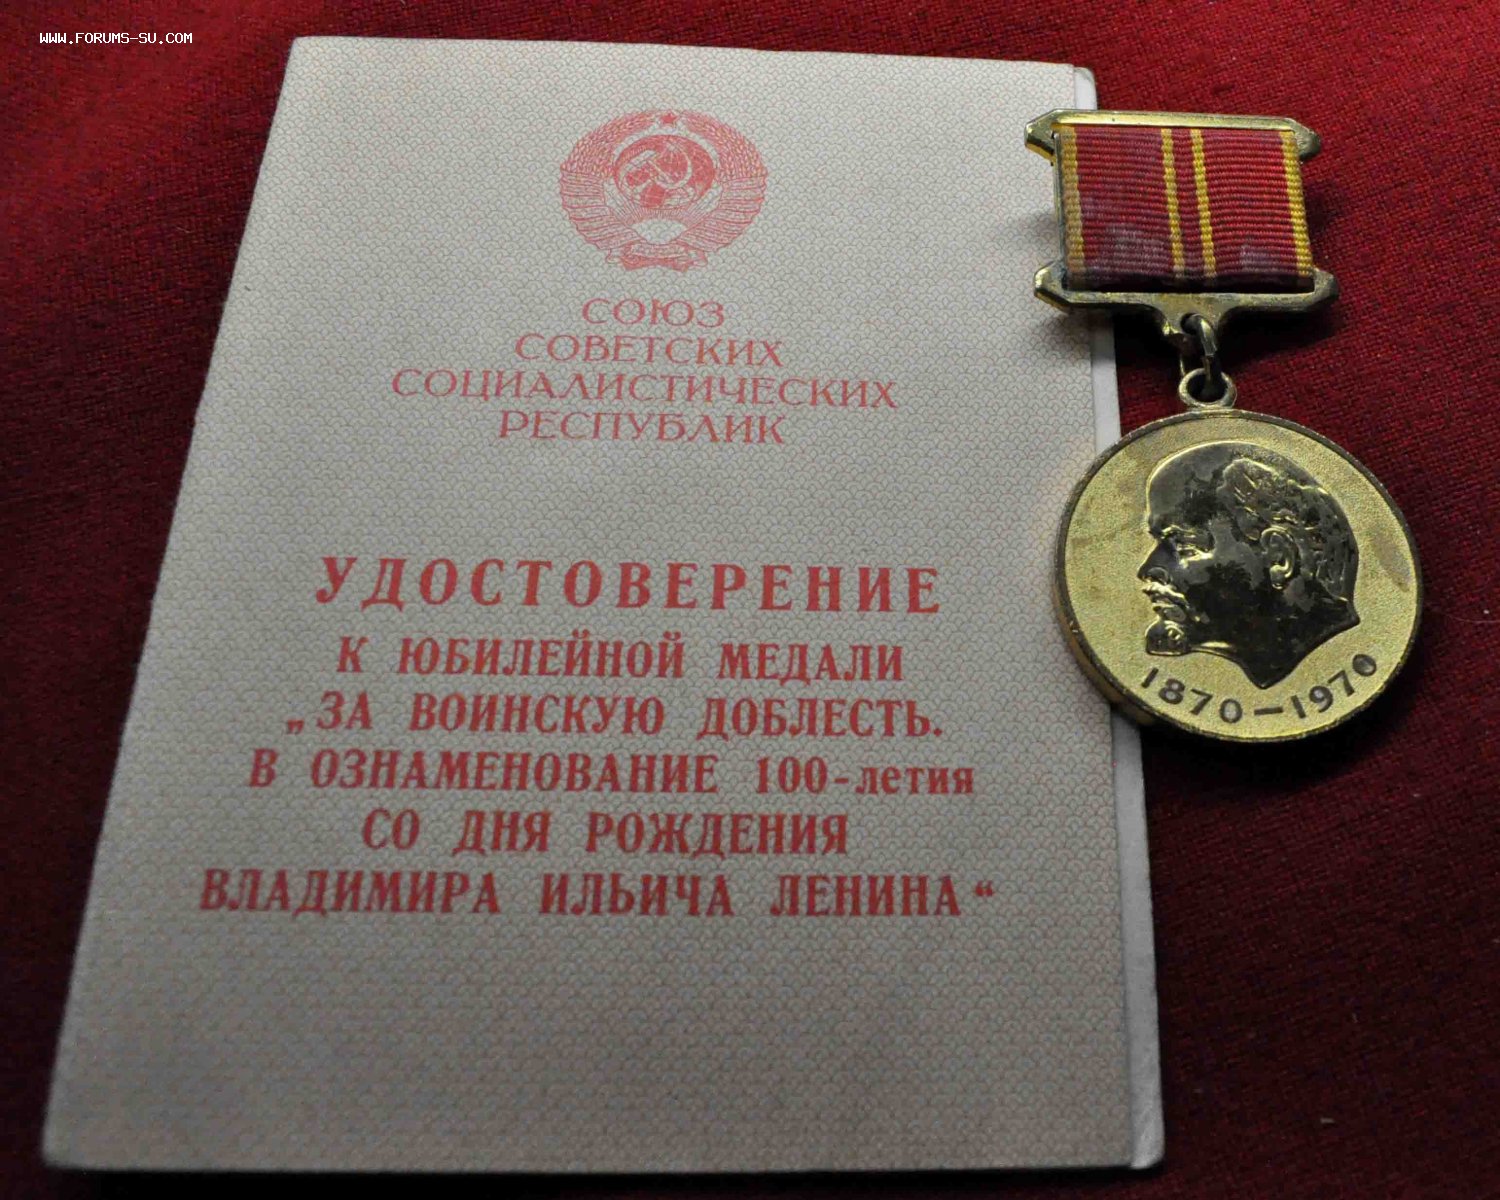 WWW.FORUMS-SU.COM
СОЮЗ
СОВЕТСКИХ
СОЦИАЛИСТИЧЕСКИХ
РЕСПУБЛИК
УДОСТОВЕРЕНИЕ
К ЮБИЛЕЙНОЙ МЕДАЛИ
„ЗА ВОИНСКУЮ ДОБЛЕСТЬ.
В ОЗНАМЕНОВАНИЕ 100-летия
СО ДНЯ РОЖДЕНИЯ
ВЛАДИМИРА ИЛЬИЧА ЛЕНИНА“
1870–1970